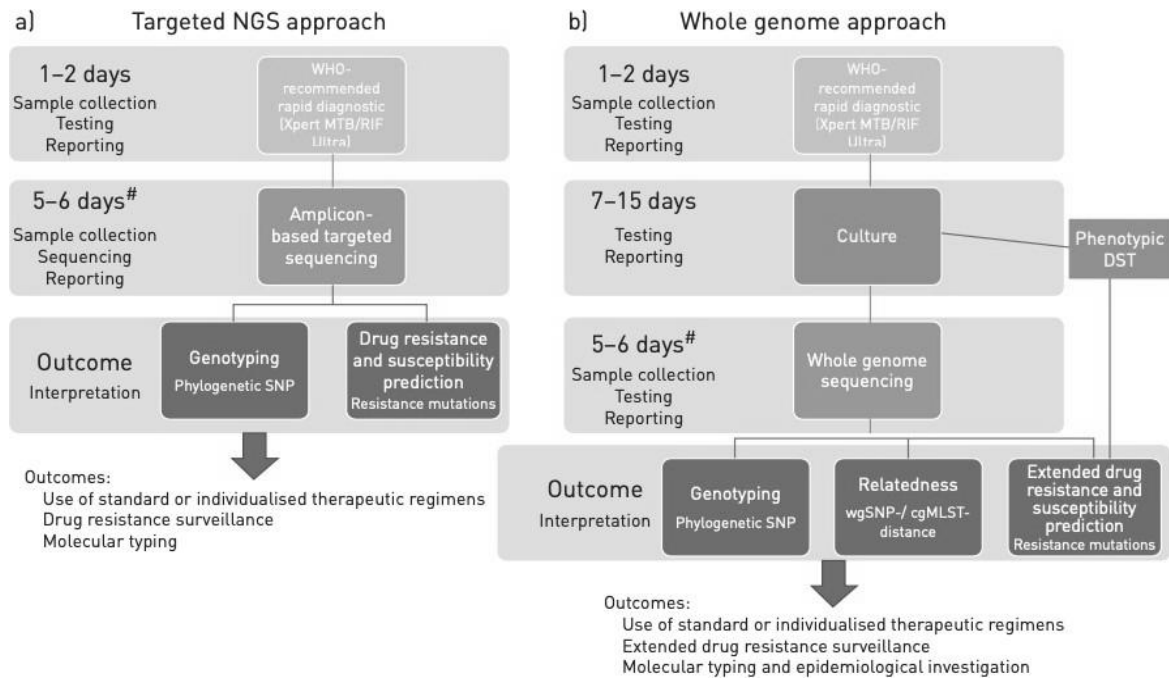 a) Targeted NGS approach
1–2 days
Sample collection
Testing
Reporting
WHO-
recommended
rapid diagnostic
(Xpert MTB/RIF
Ultra)
5–6 days#
Sample collection
Sequencing
Reporting
Amplicon-
based targeted
sequencing
Outcome
Interpretation
Genotyping
Phylogenetic SNP
Drug resistance
and susceptibility
prediction
Resistance mutations
Outcomes:
Use of standard or individualised therapeutic regimens
Drug resistance surveillance
Molecular typing
b) Whole genome approach
1–2 days
Sample collection
Testing
Reporting
WHO-
recommended
rapid diagnostic
(Xpert MTB/RIF
Ultra)
7–15 days
Testing
Reporting
Culture
Phenotypic
DST
5–6 days#
Sample collection
Testing
Reporting
Whole genome
sequencing
Outcome
Interpretation
Genotyping
Phylogenetic SNP
Relatedness
wgSNP-/ cgMLST-
distance
Extended drug
resistance and
susceptibility
prediction
Resistance mutations
Outcomes:
Use of standard or individualised therapeutic regimens
Extended drug resistance surveillance
Molecular typing and epidemiological investigation